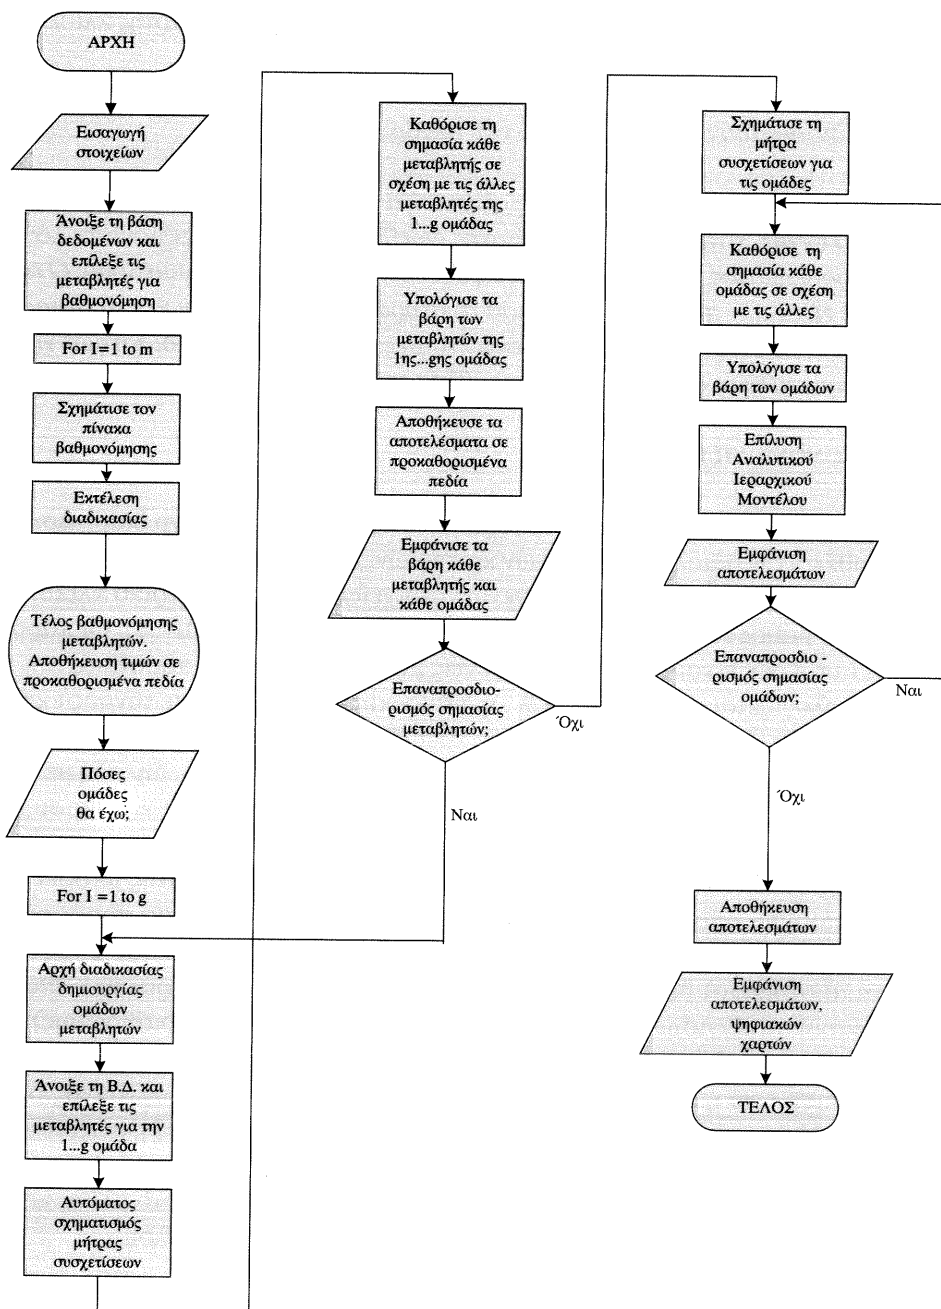 ΑΡΧΗ
Εισαγωγή
στοιχείων
Άνοιξε τη βάση
δεδομένων και
επίλεξε τις
μεταβλητές για
βαθμονόμηση
For I=1 to m
Σχημάτισε τον
πίνακα
βαθμονόμησης
Εκτέλεση
διαδικασίας
Τέλος βαθμονόμησης
μεταβλητών.
Αποθήκευση τιμών σε
προκαθορισμένα πεδία
Πόσες
ομάδες
θα έχω;
For I =1 to g
Αρχή διαδικασίας
δημιουργίας
ομάδων
μεταβλητών
Άνοιξε τη Β.Δ. και
επίλεξε τις
μεταβλητές για την
1...g ομάδα
Αυτόματος
σχηματισμός
μήτρας
συσχετίσεων
Καθόρισε τη
σημασία κάθε
μεταβλητής σε
σχέση με τις άλλες
μεταβλητές της
1...g ομάδας
Υπολόγισε τα
βάρη των
μεταβλητών της
1ης...gης ομάδας
Αποθήκευσε τα
αποτελέσματα σε
προκαθορισμένα
πεδία
Εμφάνισε τα
βάρη κάθε
μεταβλητής και
κάθε ομάδας
Επαναπροσδιο-
ρισμός σημασίας
μεταβλητών;
Όχι
Ναι
Σχημάτισε τη
μήτρα
συσχετίσεων για
τις ομάδες
Καθόρισε τη
σημασία κάθε
ομάδας σε σχέση
με τις άλλες
Υπολόγισε τα
βάρη των ομάδων
Επίλυση
Αναλυτικού
Ιεραρχικού
Μοντέλου
Εμφάνιση
αποτελεσμάτων
Επαναπροσδιο -
ρισμός σημασίας
ομάδων;
Ναι
Όχι
Αποθήκευση
αποτελεσμάτων
Εμφάνιση
αποτελεσμάτων,
ψηφιακών
χαρτών
ΤΕΛΟΣ